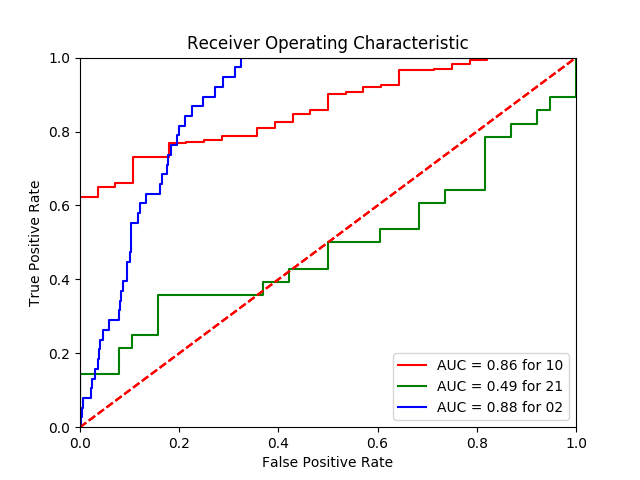 Receiver Operating Characteristic
1.0
0.8
0.6
0.4
0.2
0.0
True Positive Rate
AUC = 0.86 for 10
AUC = 0.49 for 21
AUC = 0.88 for 02
0.0 0.2 0.4 0.6 0.8 1.0
False Positive Rate